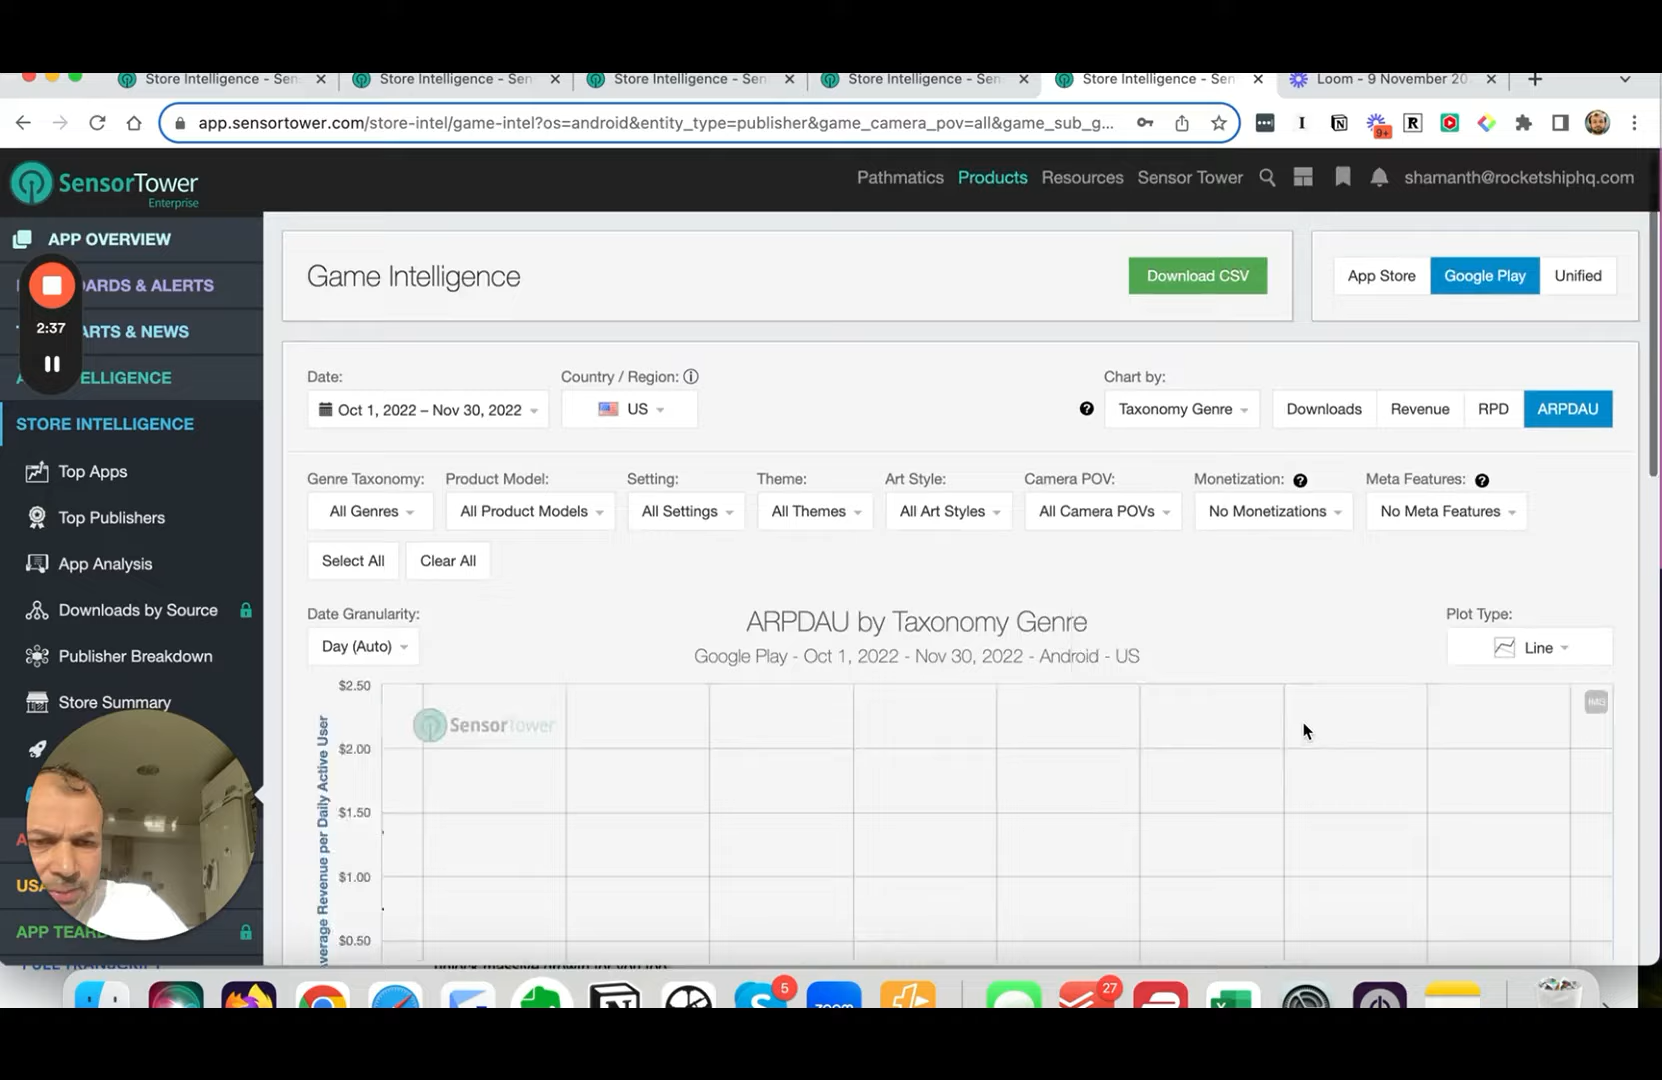 Store Intelligence - Sen
Store Intelligence - Sen
Store Intelligence - Sen
Store Intelligence - Sen
Store Intelligence - Sen
Loom - 9 November 20
app.sensortower.com/store-intel/game-intel?os=android&entity_type=publisher&game_camera_pov=all&game_sub_g...
9+
SensorTower
Enterprise
Pathmatics
Products
Resources
Sensor Tower
shamanth@rocketshiphq.com
APP OVERVIEW
ARDS & ALERTS
ARTS & NEWS
ELLIGENCE
2:37
STORE INTELLIGENCE
Top Apps
Top Publishers
App Analysis
Downloads by Source
Publisher Breakdown
Store Summary
USA
APP TEARD
Game Intelligence
Download CSV
App Store
Google Play
Unified
Date:
Oct 1, 2022 – Nov 30, 2022
Country / Region:
US
Chart by:
Taxonomy Genre
Downloads
Revenue
RPD
ARPDAU
Genre Taxonomy:
All Genres
Product Model:
All Product Models
Setting:
All Settings
Theme:
All Themes
Art Style:
All Art Styles
Camera POV:
All Camera POVs
Monetization:
No Monetizations
Meta Features:
No Meta Features
Select All
Clear All
Date Granularity:
Day (Auto)
ARPDAU by Taxonomy Genre
Google Play - Oct 1, 2022 - Nov 30, 2022 - Android - US
Plot Type:
Line
$2.50
$2.00
$1.50
$1.00
$0.50
verage Revenue per Daily Active User
SensorTower
IMG
5
zoom
27